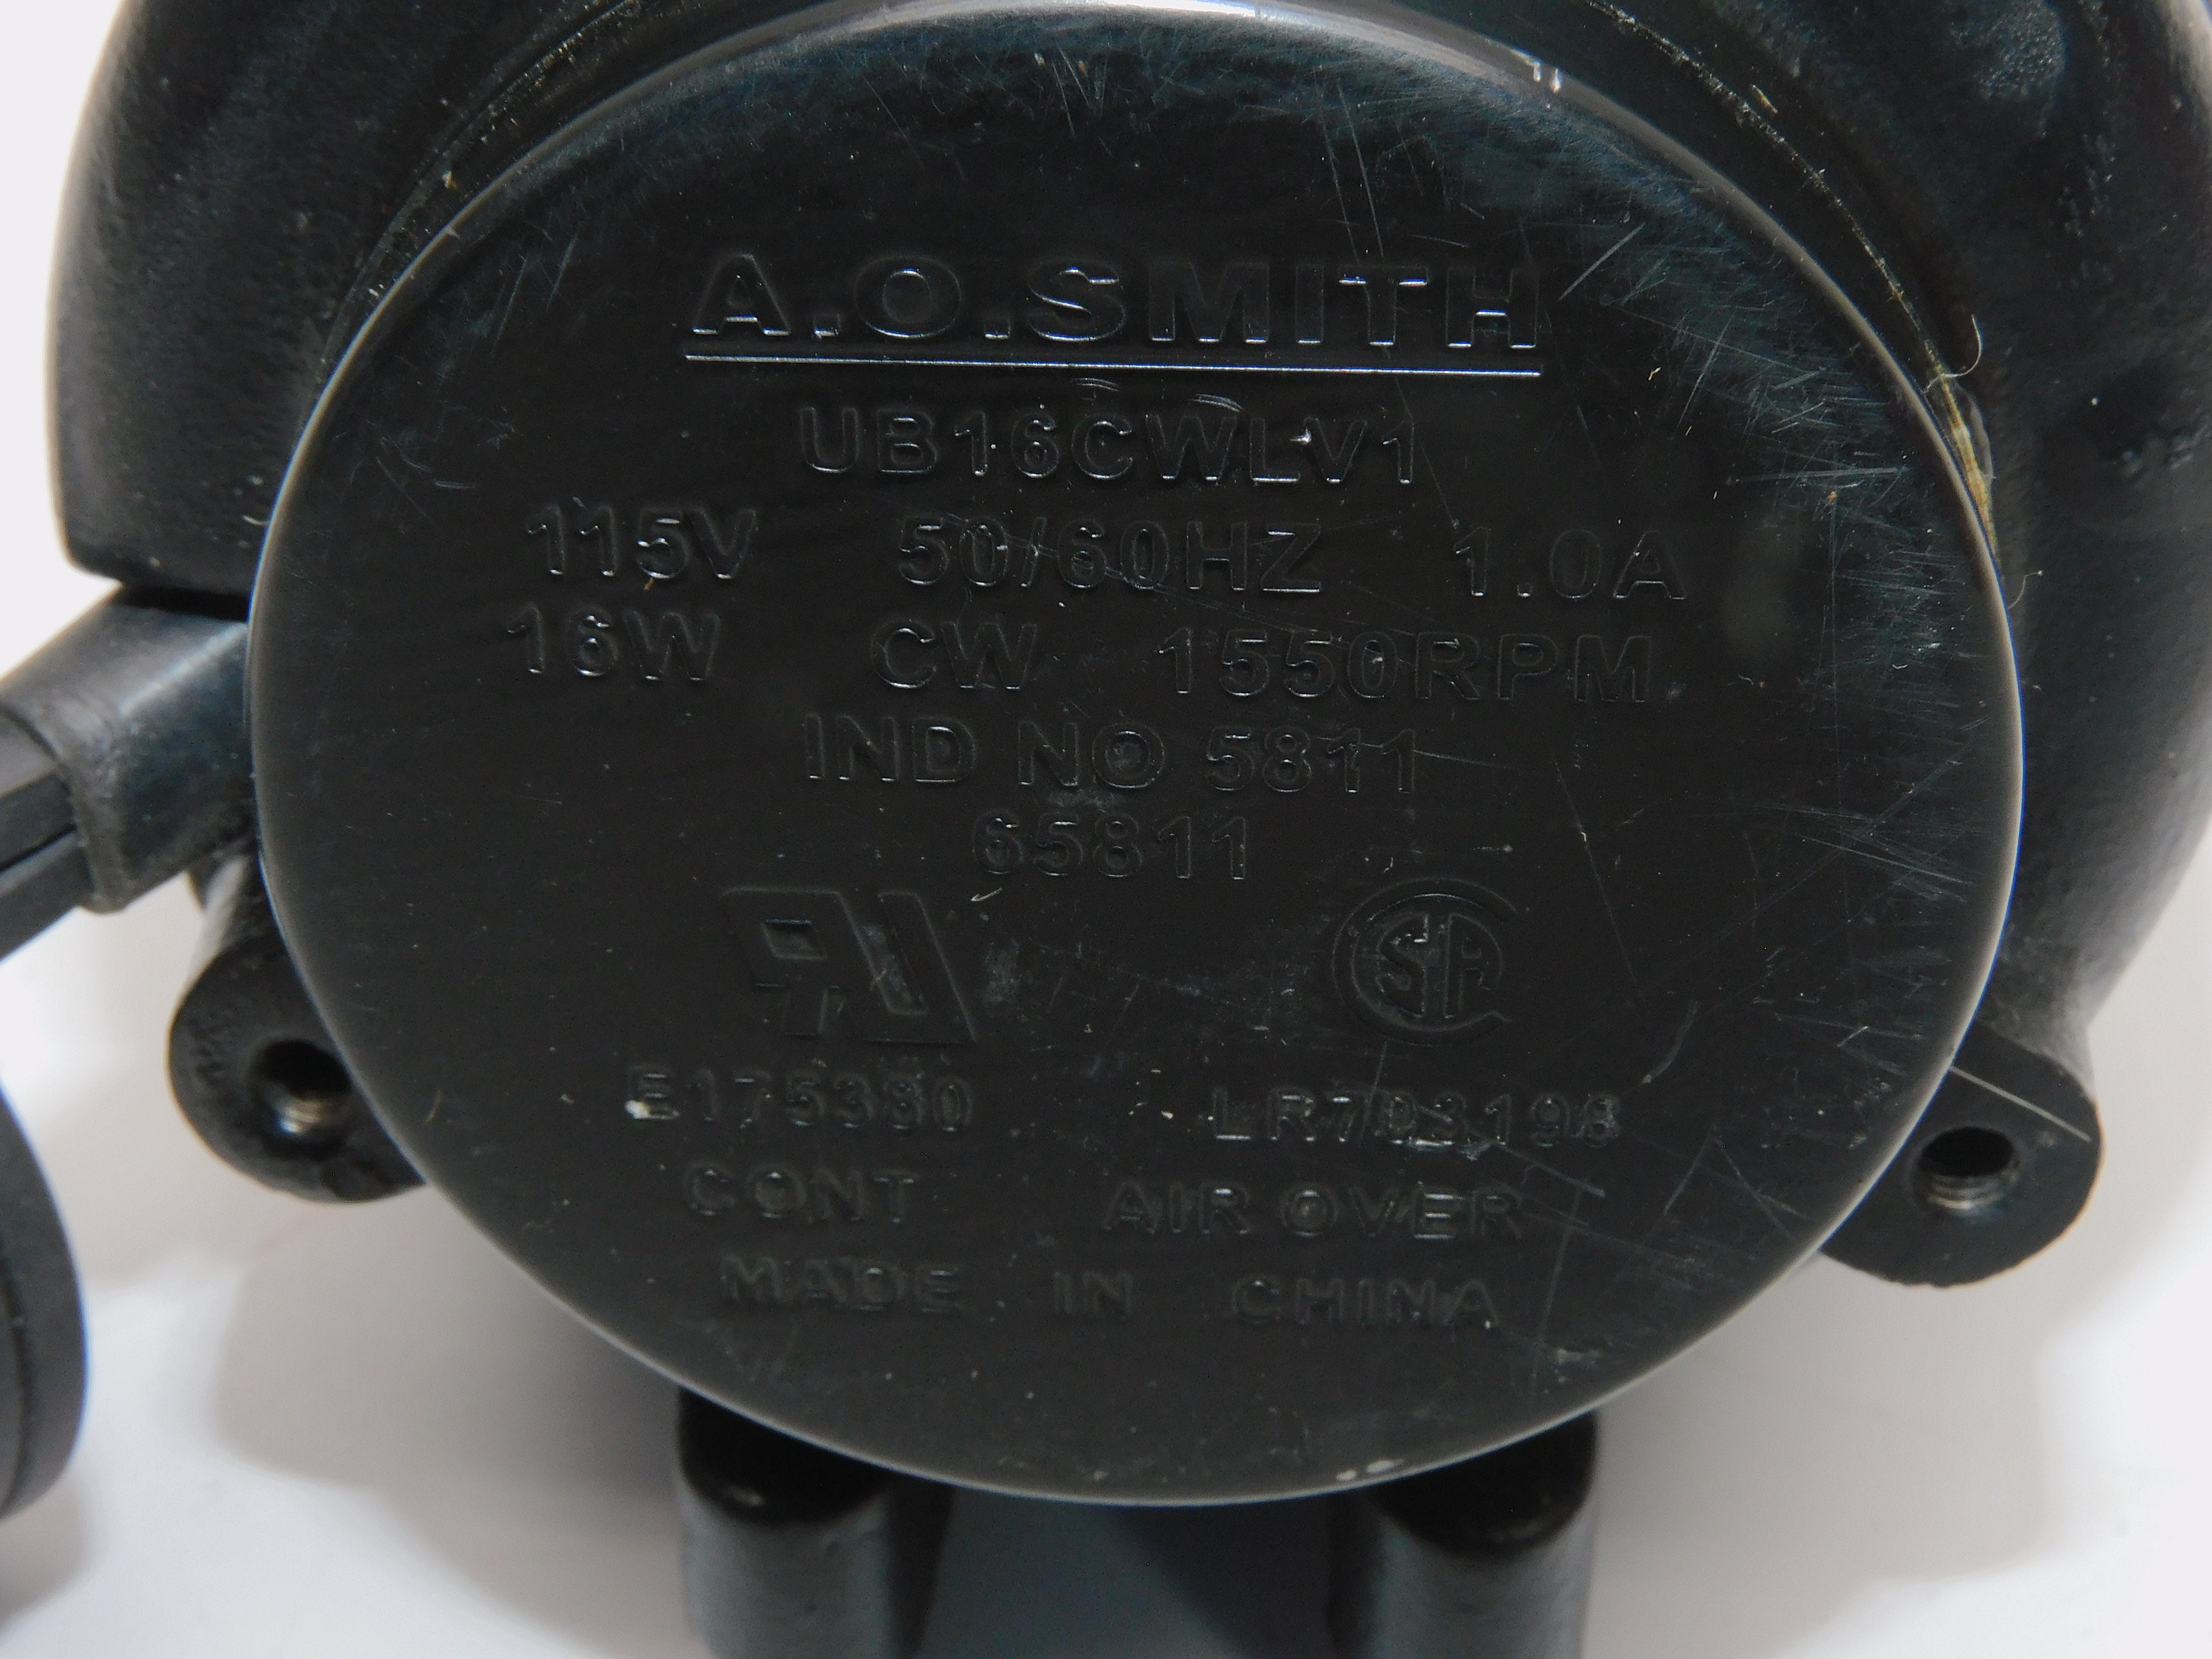 A.O.SMITH
UB16CWLV1
115V 50/60HZ 1.0A
16W CW 1550RPM
IND NO 5811
65811
E175380
LR703198
CONT AIR OVER
MADE IN CHINA